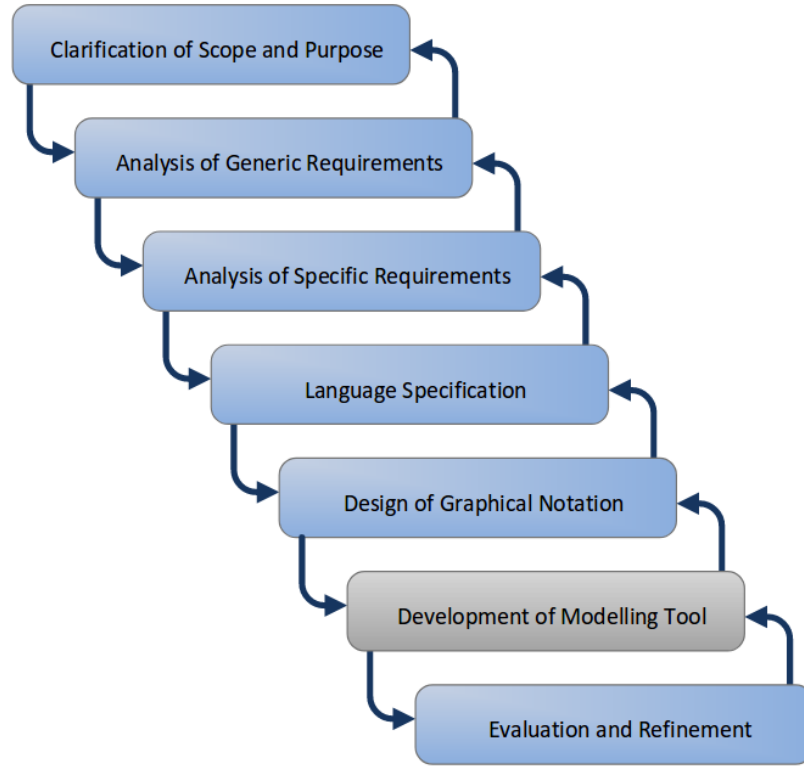 Clarification of Scope and Purpose
Analysis of Generic Requirements
Analysis of Specific Requirements
Language Specification
Design of Graphical Notation
Development of Modelling Tool
Evaluation and Refinement